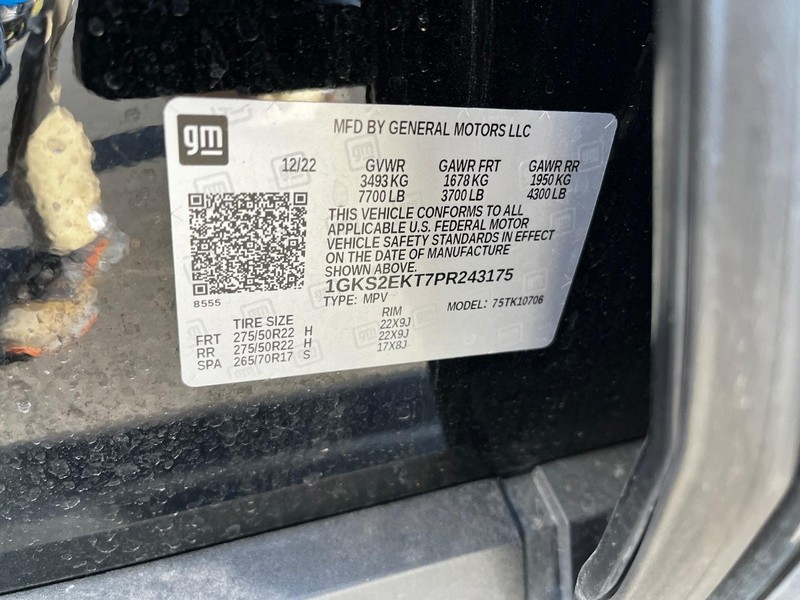 gm
MFD BY GENERAL MOTORS LLC
12/22 GVWR GAWR FRT GAWR RR
3493 KG 1678 KG 1950 KG
7700 LB 3700 LB 4300 LB
THIS VEHICLE CONFORMS TO ALL
APPLICABLE U.S. FEDERAL MOTOR
VEHICLE SAFETY STANDARDS IN EFFECT
ON THE DATE OF MANUFACTURE
SHOWN ABOVE.
1GKS2EKT7PR243175
8555
TYPE: MPV MODEL: 75TK10706
TIRE SIZE RIM
FRT 275/50R22 H 22X9J
RR 275/50R22 H 22X9J
SPA 265/70R17 S 17X8J